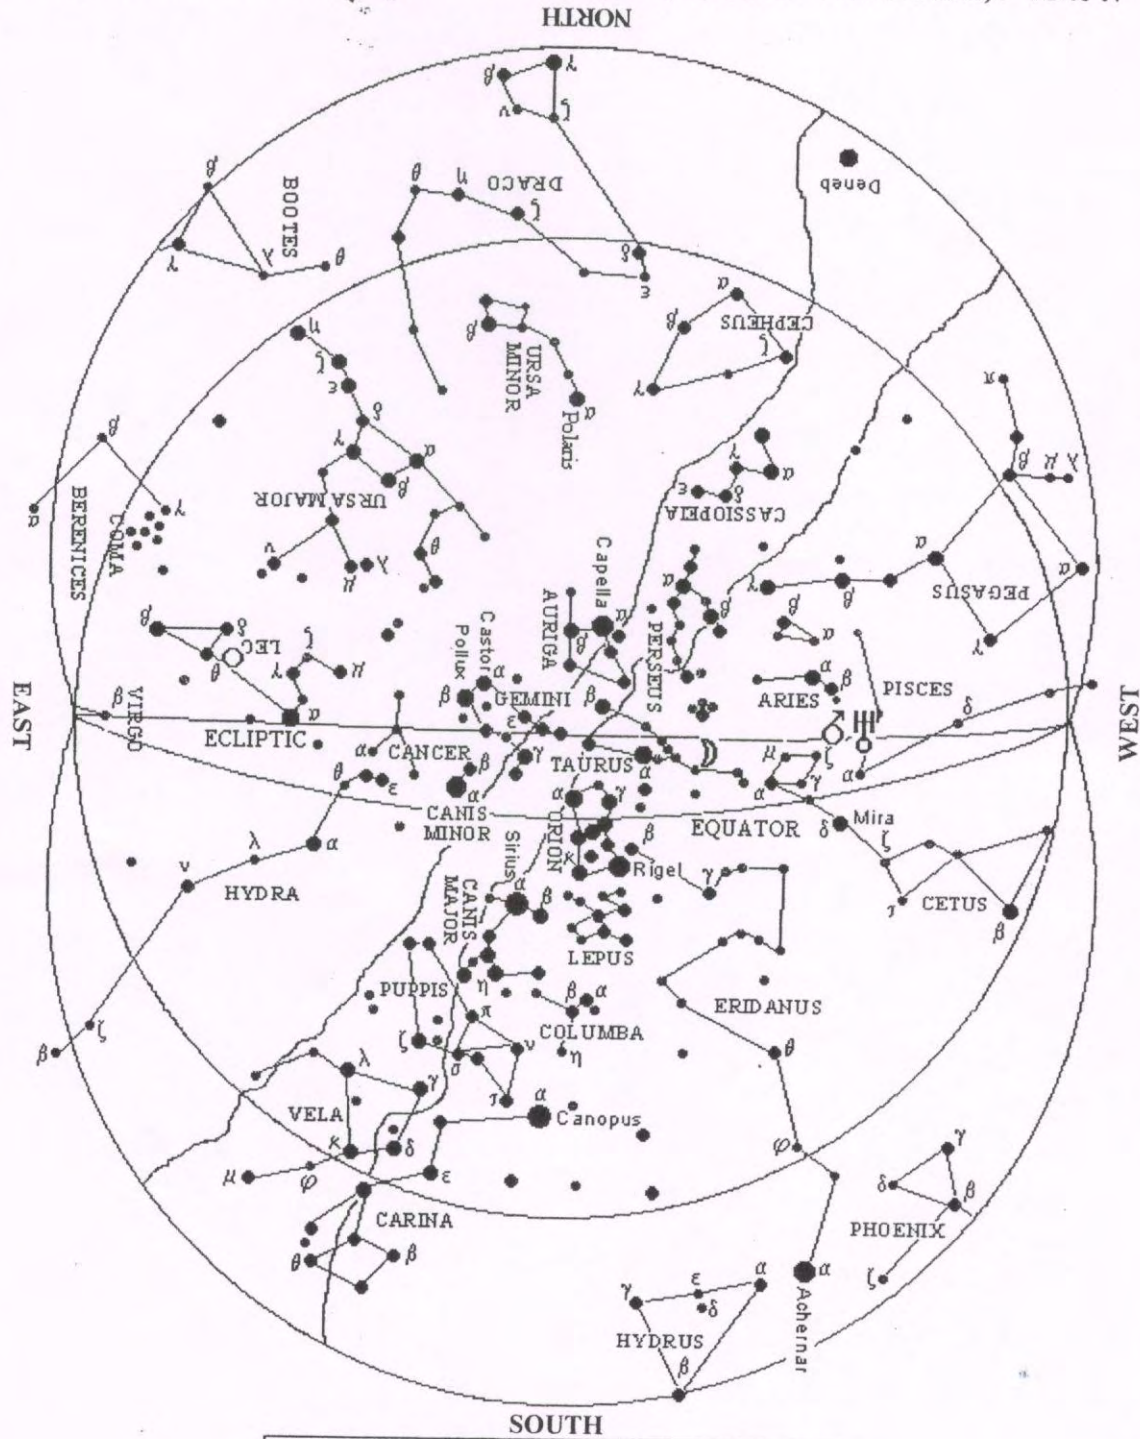 NORTH
β
γ
ν
ζ
Deneb
θ
η
DRACO
ζ
β
BOOTES
γ
λ
θ
δ
ε
α
β
CEPHEUS
ζ
γ
η
ζ
ε
δ
γ
α
β
β
URSA
MINOR
α
Polaris
π
β
μ
λ
β
α
γ
COMA
BERENICES
URSA MAJOR
ν
μ
λ
θ
γ
α
ε
δ
CASSIOPEIA
α
α
PEGASUS
γ
γ
β
Capella
α
AURIGA
β
PERSEUS
α
β
β
α
ARIES
α
β
PISCES
δ
β
δ
LEO
θ
ζ
γ
μ
α
Castor
Pollux
α
β
GEMINI
ε
γ
β
EAST
WEST
VIRGO
β
ECLIPTIC
CANCER
α
TAURUS
α
♂
☽
α
μ
ζ
α
γ
θ
ε
β
α
CANIS
MINOR
α
γ
ORION
κ
β
Rigel
EQUATOR
δ
Mira
ζ
τ
CETUS
β
ν
λ
α
HYDRA
Sirius
α
β
CANIS
MAJOR
η
LEPUS
γ
ERIDANUS
PUPPIS
π
β
α
COLUMBA
ζ
σ
ν
η
τ
θ
β
ζ
λ
γ
VELA
α
Canopus
κ
δ
μ
φ
ε
φ
γ
δ
β
PHOENIX
ζ
CARINA
θ
β
γ
ε
δ
α
HYDRUS
β
α
Achernar
SOUTH